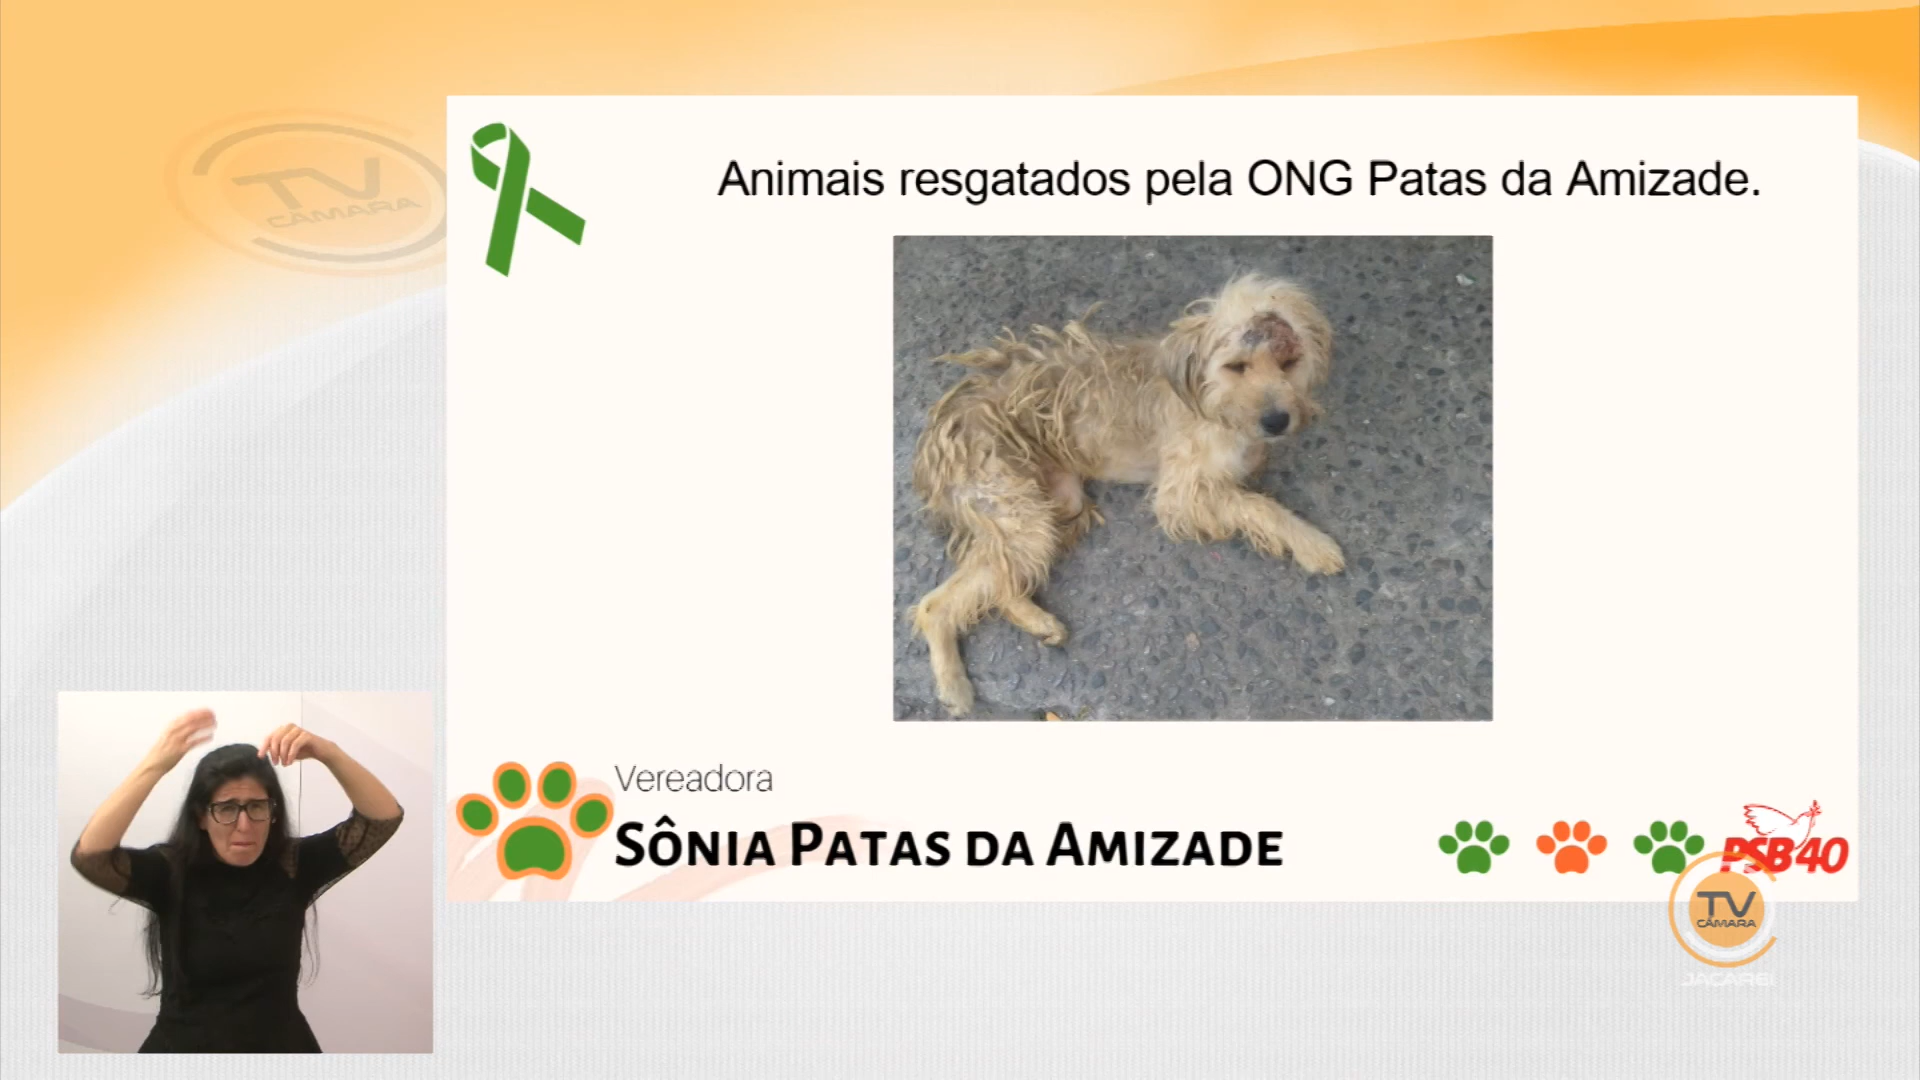 TV
CÂMARA
Animais resgatados pela ONG Patas da Amizade.
Vereadora
SÔNIA PATAS DA AMIZADE
PSB40
TV
CÂMARA
JACAREÍ